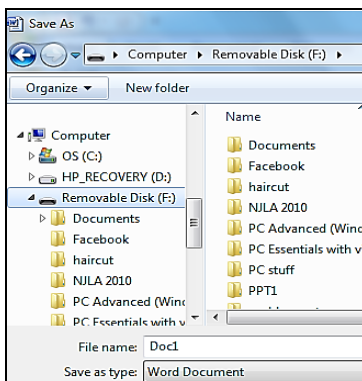 Save As
Computer Removable Disk (F:)
Organize New folder
Computer
OS (C:)
HP_RECOVERY (D:)
Removable Disk (F:)
Documents
Facebook
haircut
NJLA 2010
PC Advanced (Wind
PC Essentials with v
Name
Documents
Facebook
haircut
NJLA 2010
PC Advanced (Wind
PC Essentials with v
PC stuff
PPT1
File name: Doc1
Save as type: Word Document